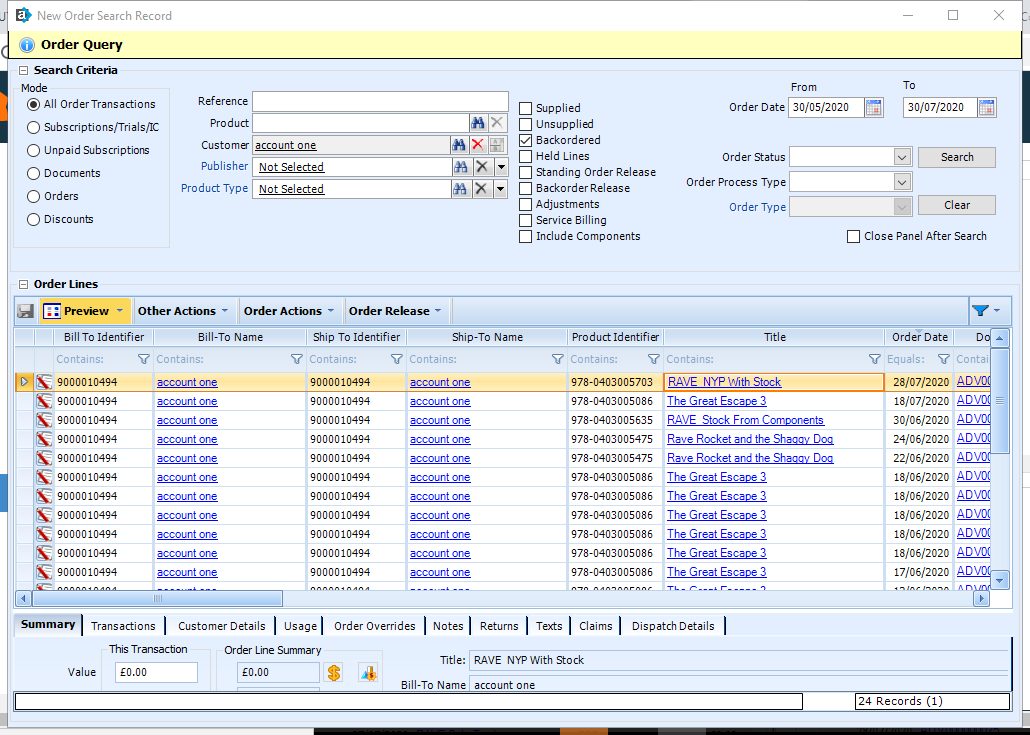 New Order Search Record
Order Query
Search Criteria
Mode
All Order Transactions
Subscriptions/Trials/IC
Unpaid Subscriptions
Documents
Orders
Discounts
Reference
Product
Customer account one
Publisher Not Selected
Product Type Not Selected
Supplied
Unsupplied
Backordered
Held Lines
Standing Order Release
Backorder Release
Adjustments
Service Billing
Include Components
From To
Order Date 30/05/2020 30/07/2020
Order Status Search
Order Process Type
Order Type Clear
Close Panel After Search
Order Lines
Preview Other Actions Order Actions Order Release
Bill To Identifier Bill-To Name Ship To Identifier Ship-To Name Product Identifier Title Order Date Do
Contains: Contains: Contains: Contains: Contains: Contains: Equals: Contai
9000010494 account one 9000010494 account one 978-0403005703 RAVE NYP With Stock 28/07/2020 ADV00
9000010494 account one 9000010494 account one 978-0403005086 The Great Escape 3 18/07/2020 ADV00
9000010494 account one 9000010494 account one 978-0403005635 RAVE Stock From Components 30/06/2020 ADV00
9000010494 account one 9000010494 account one 978-0403005475 Rave Rocket and the Shaggy Dog 24/06/2020 ADV00
9000010494 account one 9000010494 account one 978-0403005475 Rave Rocket and the Shaggy Dog 22/06/2020 ADV00
9000010494 account one 9000010494 account one 978-0403005086 The Great Escape 3 18/06/2020 ADV00
9000010494 account one 9000010494 account one 978-0403005086 The Great Escape 3 18/06/2020 ADV00
9000010494 account one 9000010494 account one 978-0403005086 The Great Escape 3 18/06/2020 ADV00
9000010494 account one 9000010494 account one 978-0403005086 The Great Escape 3 18/06/2020 ADV00
9000010494 account one 9000010494 account one 978-0403005086 The Great Escape 3 18/06/2020 ADV00
9000010494 account one 9000010494 account one 978-0403005086 The Great Escape 3 17/06/2020 ADV00
Summary Transactions Customer Details Usage Order Overrides Notes Returns Texts Claims Dispatch Details
This Transaction Order Line Summary
Value £0.00 £0.00
Title: RAVE NYP With Stock
Bill-To Name account one
24 Records (1)